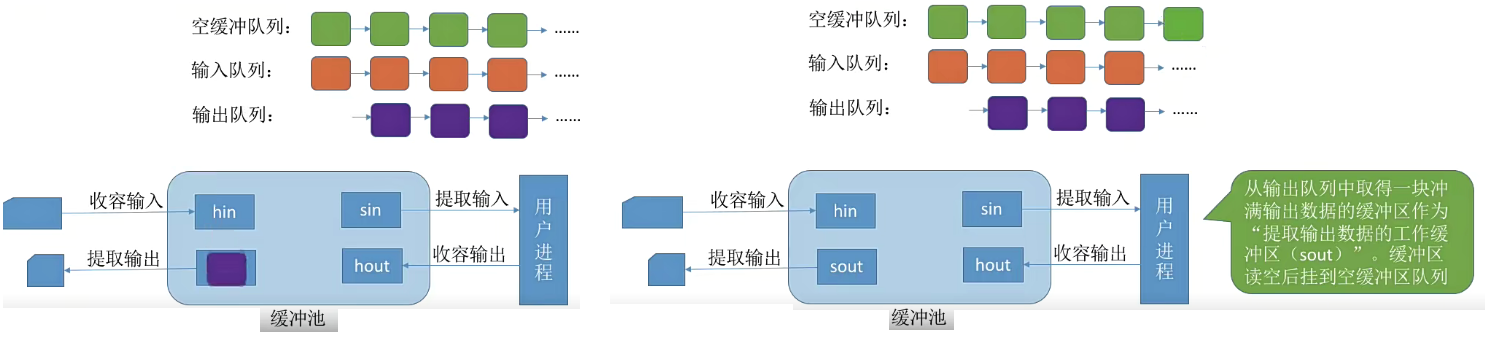 空缓冲队列：
......
输入队列：
......
输出队列：
......
收容输入
hin
sin
提取输入
提取输出
hout
收容输出
用户进程
缓冲池
空缓冲队列：
输入队列：
......
输出队列：
......
收容输入
hin
sin
提取输入
提取输出
sout
hout
收容输出
用户进程
缓冲池
从输出队列中取得一块冲
满输出数据的缓冲区作为
“提取输出数据的工作缓
冲区（sout）”。缓冲区
读空后挂到空缓冲区队列